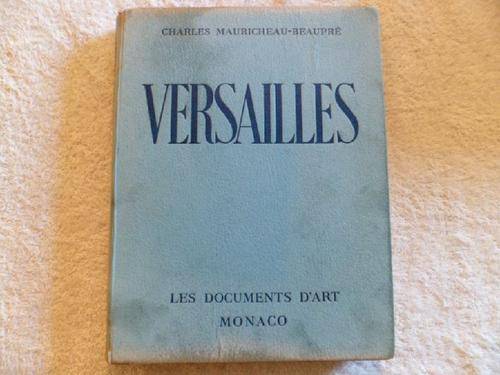 CHARLES MAURICHEAU-BEAUPRÉ
VERSAILLES
LES DOCUMENTS D'ART
MONACO